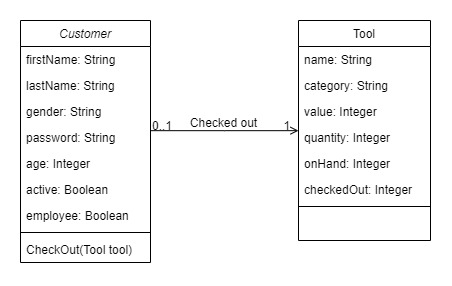 Customer
firstName: String
lastName: String
gender: String
password: String
age: Integer
active: Boolean
employee: Boolean
CheckOut(Tool tool)
0..1
Checked out
1
Tool
name: String
category: String
value: Integer
quantity: Integer
onHand: Integer
checkedOut: Integer